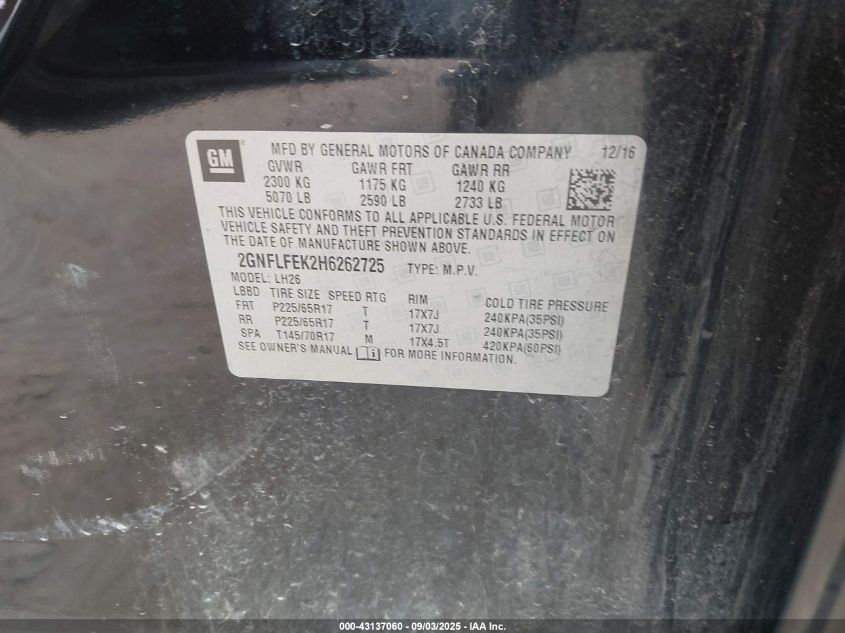 GM MFD BY GENERAL MOTORS OF CANADA COMPANY 12/16
GVWR GAWR FRT GAWR RR
2300 KG 1175 KG 1240 KG
5070 LB 2590 LB 2733 LB
THIS VEHICLE CONFORMS TO ALL APPLICABLE U.S. FEDERAL MOTOR
VEHICLE SAFETY AND THEFT PREVENTION STANDARDS IN EFFECT ON
THE DATE OF MANUFACTURE SHOWN ABOVE.
2GNFLFEK2H6262725 TYPE: M.P.V.
MODEL: LH26
LBBD TIRE SIZE SPEED RTG RIM COLD TIRE PRESSURE
FRT P225/65R17 T 17X7J 240KPA(35PSI)
RR P225/65R17 T 17X7J 240KPA(35PSI)
SPA T145/70R17 M 17X4.5T 420KPA(60PSI)
SEE OWNER'S MANUAL FOR MORE INFORMATION.
000-43137060 - 09/03/2025 - IAA Inc.